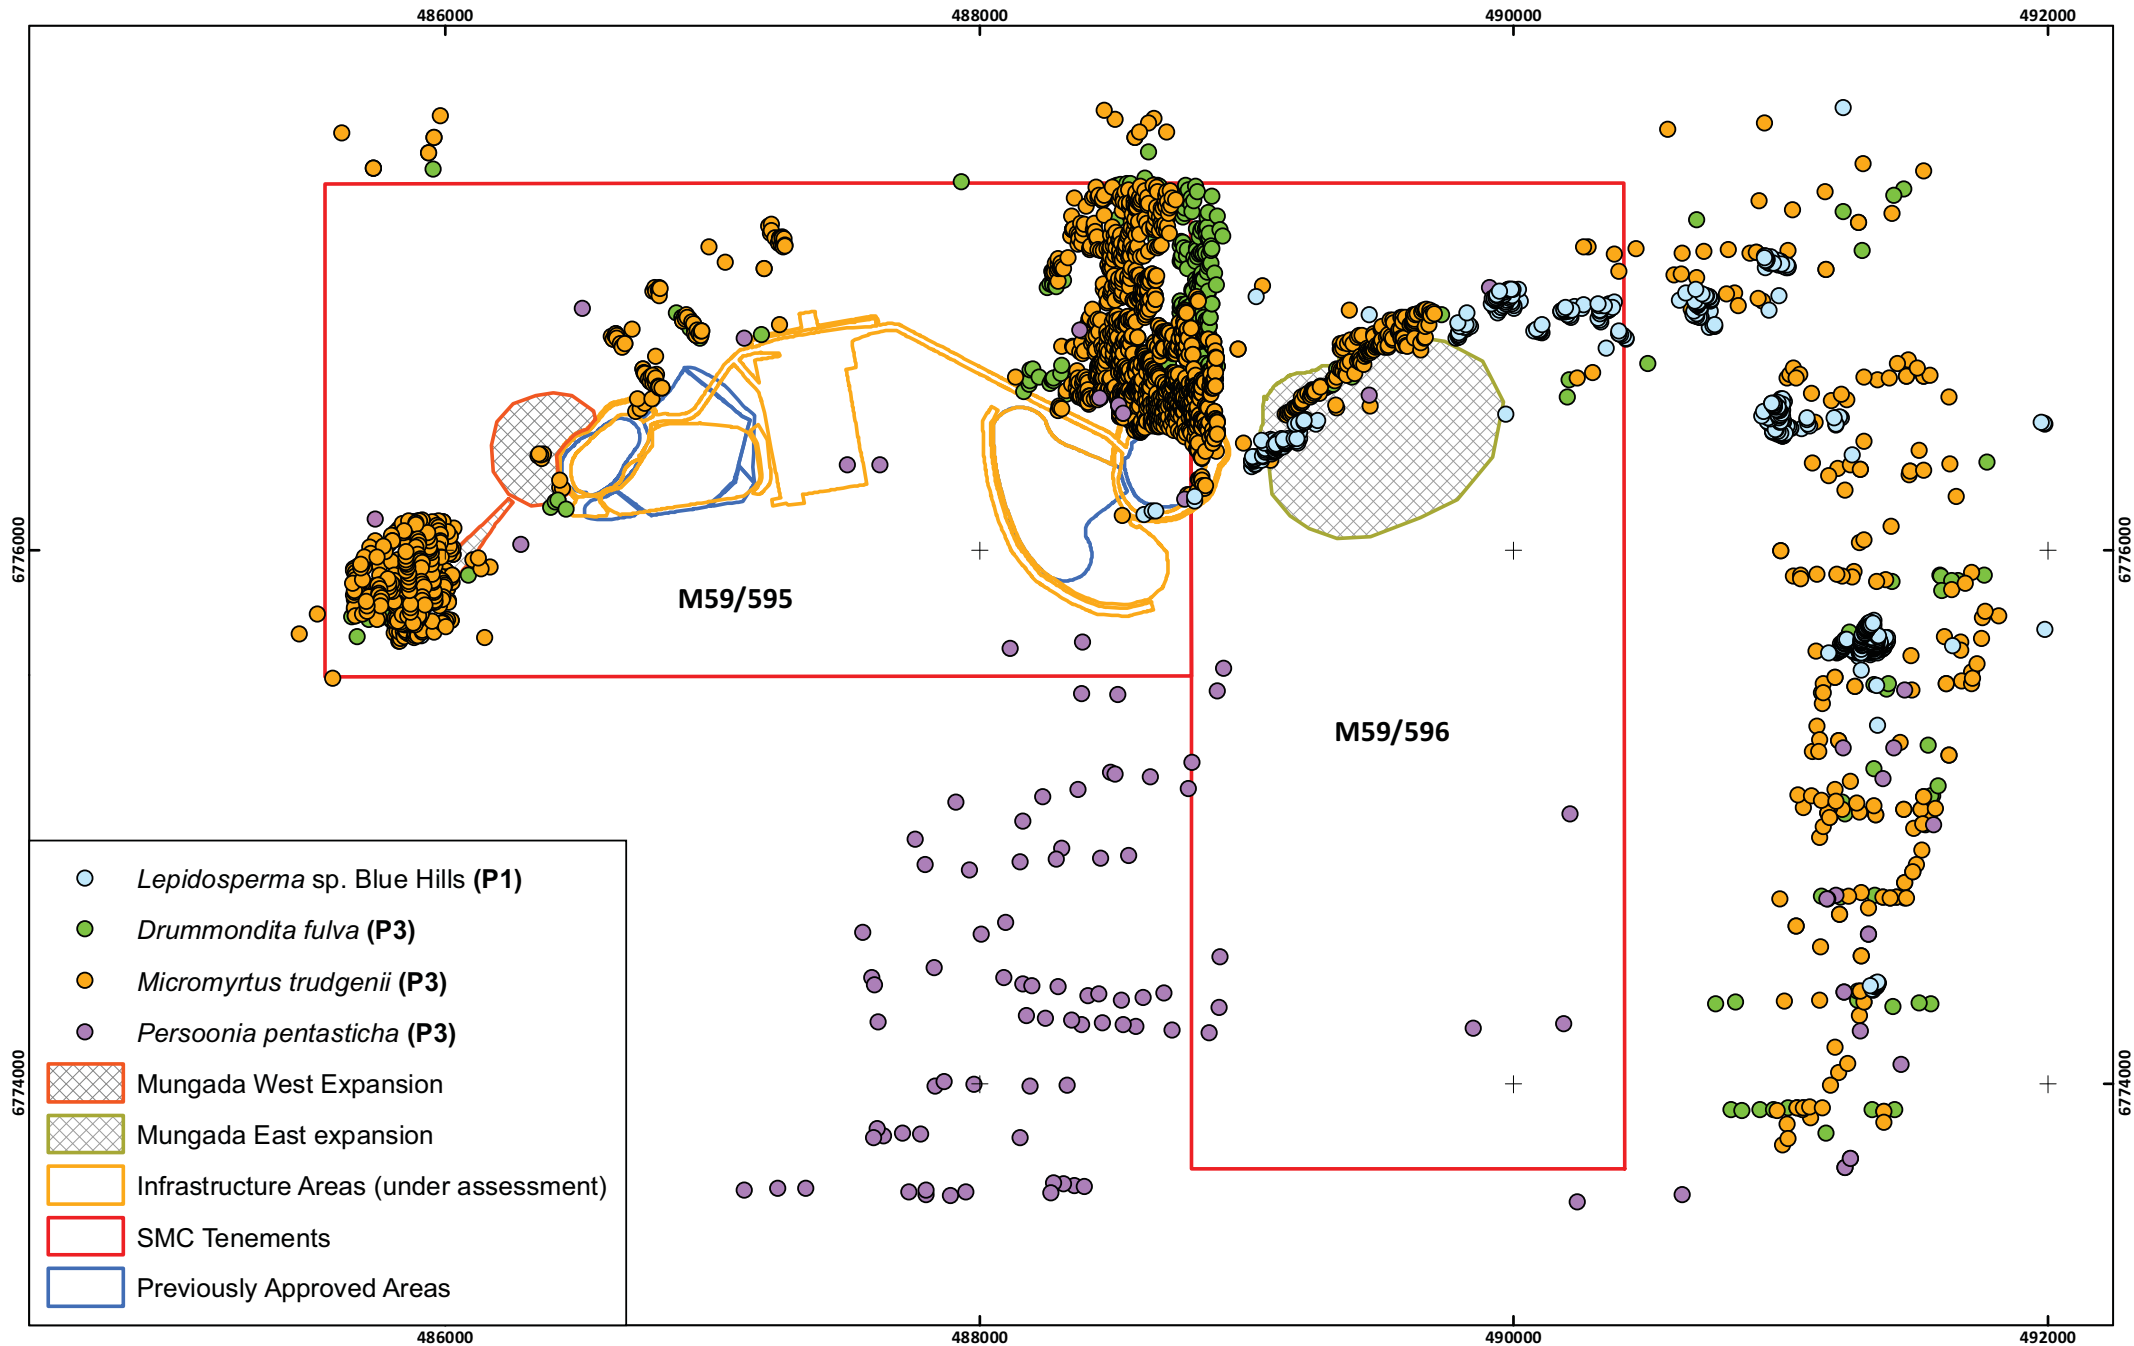 486000 488000 490000 492000
6776000 6776000
M59/595
M59/596
6774000 6774000
Lepidosperma sp. Blue Hills (P1)
Drummondita fulva (P3)
Micromyrtus trudgenii (P3)
Persoonia pentasticha (P3)
Mungada West Expansion
Mungada East expansion
Infrastructure Areas (under assessment)
SMC Tenements
Previously Approved Areas
486000 488000 490000 492000